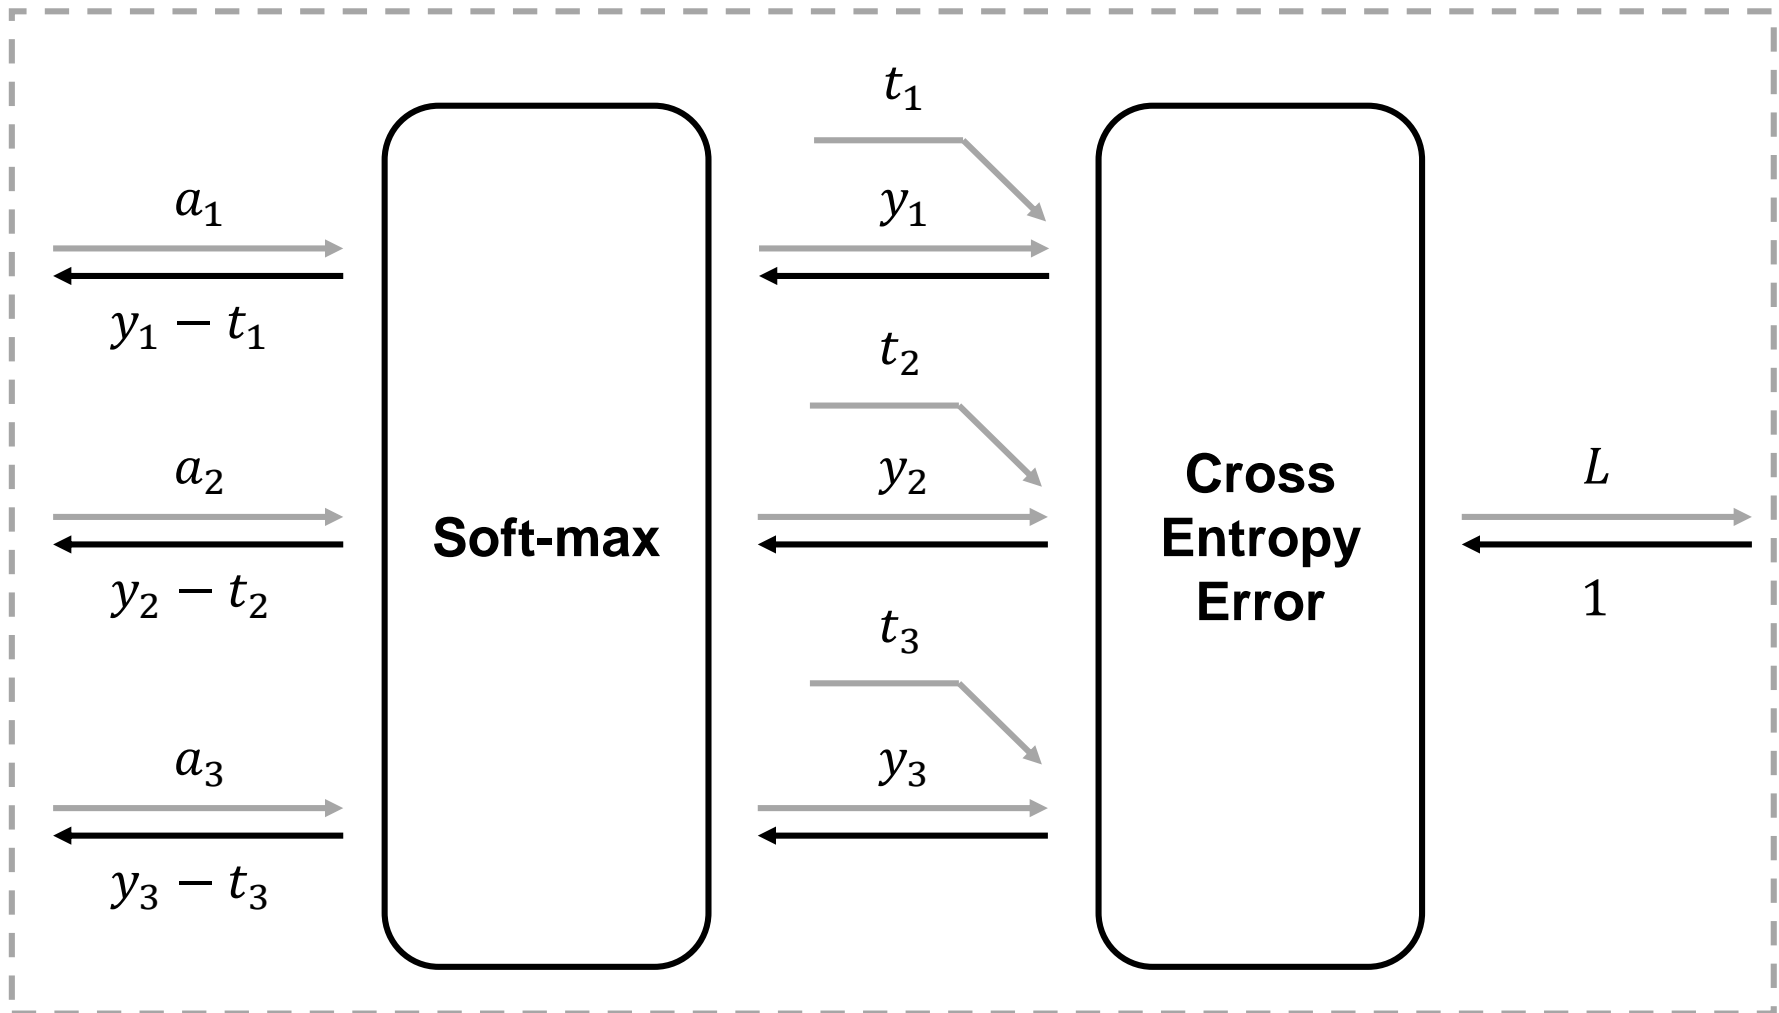 t₁
a₁
y₁
y₁ − t₁
t₂
a₂
y₂
Cross
Entropy
Error
L
Soft-max
y₂ − t₂
1
t₃
a₃
y₃
y₃ − t₃